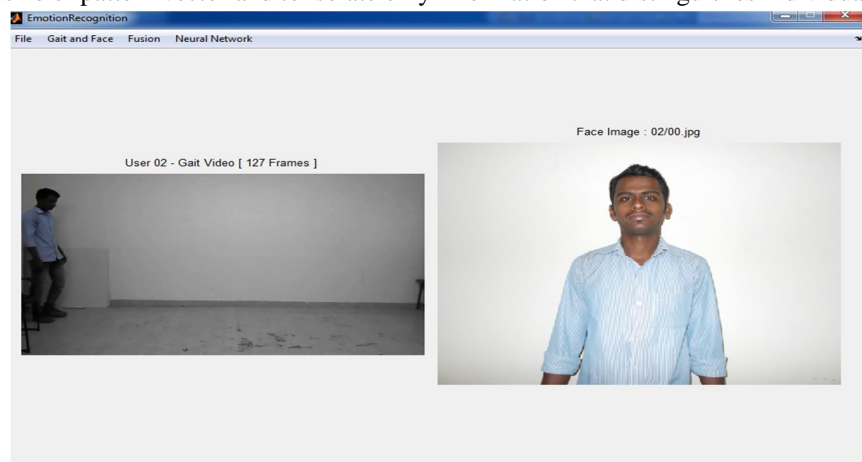 EmotionRecognition
File Gait and Face Fusion Neural Network
Face Image : 02/00.jpg
User 02 - Gait Video [ 127 Frames ]